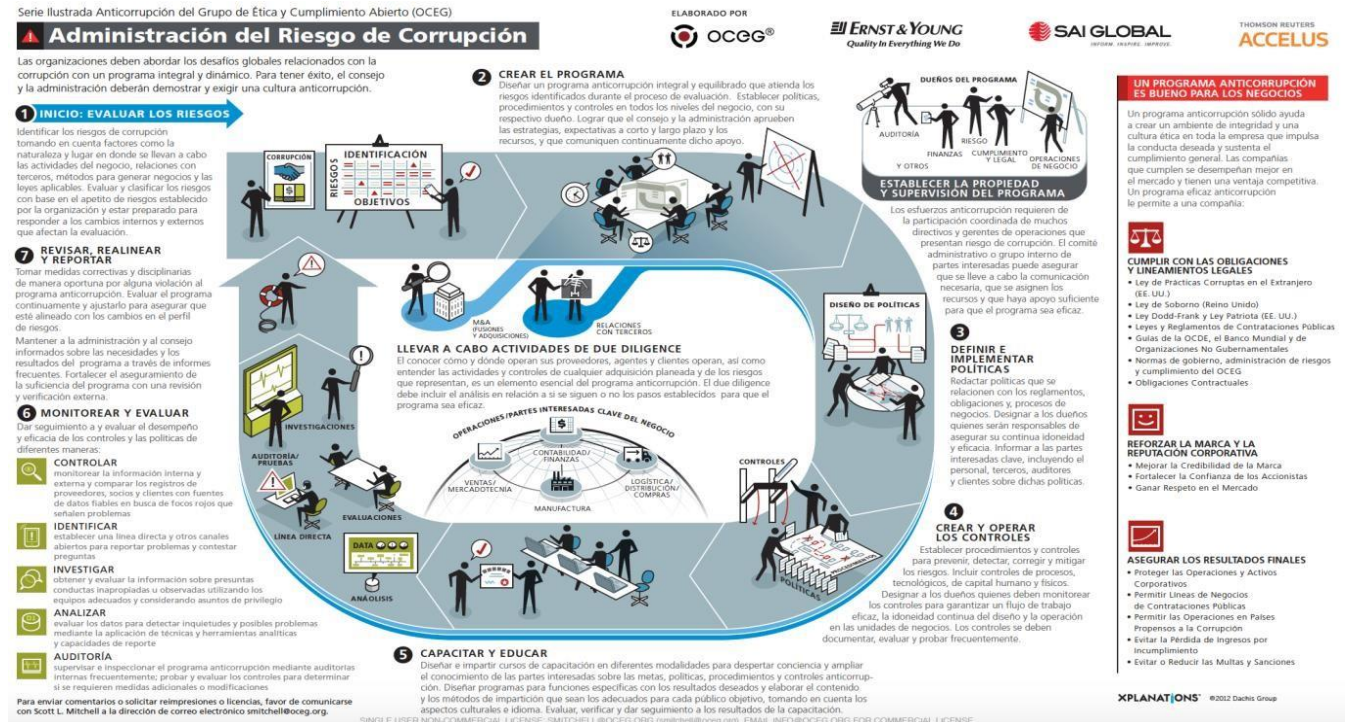 Serie Ilustrada Anticorrupción del Grupo de Ética y Cumplimiento Abierto (OCEG)
Administración del Riesgo de Corrupción
Las organizaciones deben abordar los desafíos globales relacionados con la
corrupción con un programa integral y dinámico. Para tener éxito, el consejo
y la administración deberán demostrar y exigir una cultura anticorrupción.
ELABORADO POR
OCEG®
ERNST & YOUNG
Quality In Everything We Do
SAI GLOBAL
INFORM. INSPIRE. IMPROVE.
THOMSON REUTERS
ACCELUS
1 INICIO: EVALUAR LOS RIESGOS
Identificar los riesgos de corrupción
tomando en cuenta factores como la
naturaleza y lugar en donde se llevan a cabo
las actividades del negocio, relaciones con
terceros, métodos para generar negocios y las
leyes aplicables. Evaluar y clasificar los riesgos
con base en el apetito de riesgos establecido
por la organización y estar preparado para
responder a los cambios internos y externos
que afectan la evaluación.
CORRUPCIÓN
$
RIESGOS
IDENTIFICACIÓN
OBJETIVOS
2 CREAR EL PROGRAMA
Diseñar un programa anticorrupción integral y equilibrado que atienda los
riesgos identificados durante el proceso de evaluación. Establecer políticas,
procedimientos y controles en todos los niveles del negocio, con su
respectivo dueño. Lograr que el consejo y la administración aprueben
las estrategias, expectativas a corto y largo plazo y los
recursos, y que comuniquen continuamente dicho apoyo.
DUEÑOS DEL PROGRAMA
AUDITORÍA
FINANZAS
RIESGO
CUMPLIMIENTO
Y LEGAL
OPERACIONES
DE NEGOCIO
Y OTROS
ESTABLECER LA PROPIEDAD
Y SUPERVISIÓN DEL PROGRAMA
Los esfuerzos anticorrupción requieren de
la participación coordinada de muchos
directivos y gerentes de operaciones que
presentan riesgo de corrupción. El comité
administrativo o grupo interno de
partes interesadas puede asegurar
que se lleve a cabo la comunicación
necesaria, que se asignen los
recursos y que haya apoyo suficiente
para que el programa sea eficaz.
DISEÑO DE POLÍTICAS
3 DEFINIR E
IMPLEMENTAR
POLÍTICAS
Redactar políticas que se
relacionen con los reglamentos,
obligaciones y, procesos de
negocios. Designar a los dueños
quienes serán responsables de
asegurar su continua idoneidad
y eficacia. Informar a las partes
interesadas clave, incluyendo el
personal, terceros, auditores
y clientes sobre dichas políticas.
M&A
(FUSIONES
Y ADQUISICIONES)
RELACIONES
CON TERCEROS
LLEVAR A CABO ACTIVIDADES DE DUE DILIGENCE
El conocer cómo y dónde operan sus proveedores, agentes y clientes operan, así como
entender las actividades y controles de cualquier adquisición planeada y de los riesgos
que representan, es un elemento esencial del programa anticorrupción. El due diligence
debe incluir el análisis en relación a si se siguen o no los pasos establecidos para que el
programa sea eficaz.
OPERACIONES/PARTES INTERESADAS CLAVE DEL NEGOCIO
$
CONTABILIDAD/
FINANZAS
VENTAS/
MERCADOTECNIA
LOGÍSTICA/
DISTRIBUCIÓN/
COMPRAS
MANUFACTURA
CONTROLES
PROCEDIMIENTOS
POLÍTICAS
4
CREAR Y OPERAR
LOS CONTROLES
Establecer procedimientos y controles
para prevenir, detectar, corregir y mitigar
los riesgos. Incluir controles de procesos,
tecnológicos, de capital humano y físicos.
Designar a los dueños quienes deben monitorear
los controles para garantizar un flujo de trabajo
eficaz, la idoneidad continua del diseño y la operación
en las unidades de negocios. Los controles se deben
documentar, evaluar y probar frecuentemente.
5 CAPACITAR Y EDUCAR
Diseñar e impartir cursos de capacitación en diferentes modalidades para despertar conciencia y ampliar
el conocimiento de las partes interesadas sobre las metas, políticas, procedimientos y controles anticorrup-
ción. Diseñar programas para funciones específicas con los resultados deseados y elaborar el contenido
y los métodos de impartición que sean los adecuados para cada público objetivo, tomando en cuenta los
aspectos culturales e idioma. Evaluar, verificar y dar seguimiento a los resultados de la capacitación.
7 REVISAR, REALINEAR
Y REPORTAR
Tomar medidas correctivas y disciplinarias
de manera oportuna por alguna violación al
programa anticorrupción. Evaluar el programa
continuamente y ajustarlo para asegurar que
esté alineado con los cambios en el perfil
de riesgos.
Mantener a la administración y al consejo
informados sobre las necesidades y los
resultados del programa a través de informes
frecuentes. Fortalecer el aseguramiento de
la suficiencia del programa con una revisión
y verificación externa.
6 MONITOREAR Y EVALUAR
Dar seguimiento a y evaluar el desempeño
y eficacia de los controles y las políticas de
diferentes maneras:
CONTROLAR
monitorear la información interna y
externa y comparar los registros de
proveedores, socios y clientes con fuentes
de datos fiables en busca de focos rojos que
señalen problemas
IDENTIFICAR
establecer una línea directa y otros canales
abiertos para reportar problemas y contestar
preguntas
INVESTIGAR
obtener y evaluar la información sobre presuntas
conductas inapropiadas u observadas utilizando los
equipos adecuados y considerando asuntos de privilegio
ANALIZAR
evaluar los datos para detectar inquietudes y posibles problemas
mediante la aplicación de técnicas y herramientas analíticas
y capacidades de reporte
AUDITORÍA
supervisar e inspeccionar el programa anticorrupción mediante auditorías
internas frecuentemente; probar y evaluar los controles para determinar
si se requieren medidas adicionales o modificaciones
INVESTIGACIONES
AUDITORÍA/
PRUEBAS
EVALUACIONES
LÍNEA DIRECTA
DATA
ANÁOLISIS
Para enviar comentarios o solicitar reimpresiones o licencias, favor de comunicarse
con Scott L. Mitchell a la dirección de correo electrónico smitchell@oceg.org.
UN PROGRAMA ANTICORRUPCIÓN
ES BUENO PARA LOS NEGOCIOS
Un programa anticorrupción sólido ayuda
a crear un ambiente de integridad y una
cultura ética en toda la empresa que impulsa
la conducta deseada y sustenta el
cumplimiento general. Las compañías
que cumplen se desempeñan mejor en
el mercado y tienen una ventaja competitiva.
Un programa eficaz anticorrupción
le permite a una compañía:
CUMPLIR CON LAS OBLIGACIONES
Y LINEAMIENTOS LEGALES
• Ley de Prácticas Corruptas en el Extranjero
(EE. UU.)
• Ley de Soborno (Reino Unido)
• Ley Dodd-Frank y Ley Patriota (EE. UU.)
• Leyes y Reglamentos de Contrataciones Públicas
• Guías de la OCDE, el Banco Mundial y de
Organizaciones No Gubernamentales
• Normas de gobierno, administración de riesgos
y cumplimiento del OCEG
• Obligaciones Contractuales
REFORZAR LA MARCA Y LA
REPUTACIÓN CORPORATIVA
• Mejorar la Credibilidad de la Marca
• Fortalecer la Confianza de los Accionistas
• Ganar Respeto en el Mercado
ASEGURAR LOS RESULTADOS FINALES
• Proteger las Operaciones y Activos
Corporativos
• Permitir Líneas de Negocios
de Contrataciones Públicas
• Permitir las Operaciones en Países
Propensos a la Corrupción
• Evitar la Pérdida de Ingresos por
Incumplimiento
• Evitar o Reducir las Multas y Sanciones
XPLANATIONS® ©2012 Dachis Group
SINGLE USER NON-COMMERCIAL LICENSE: SMITCHELL@OCEG.ORG (smitchell@oceg.org) EMAIL INFO@OCEG.ORG FOR COMMERCIAL LICENSE